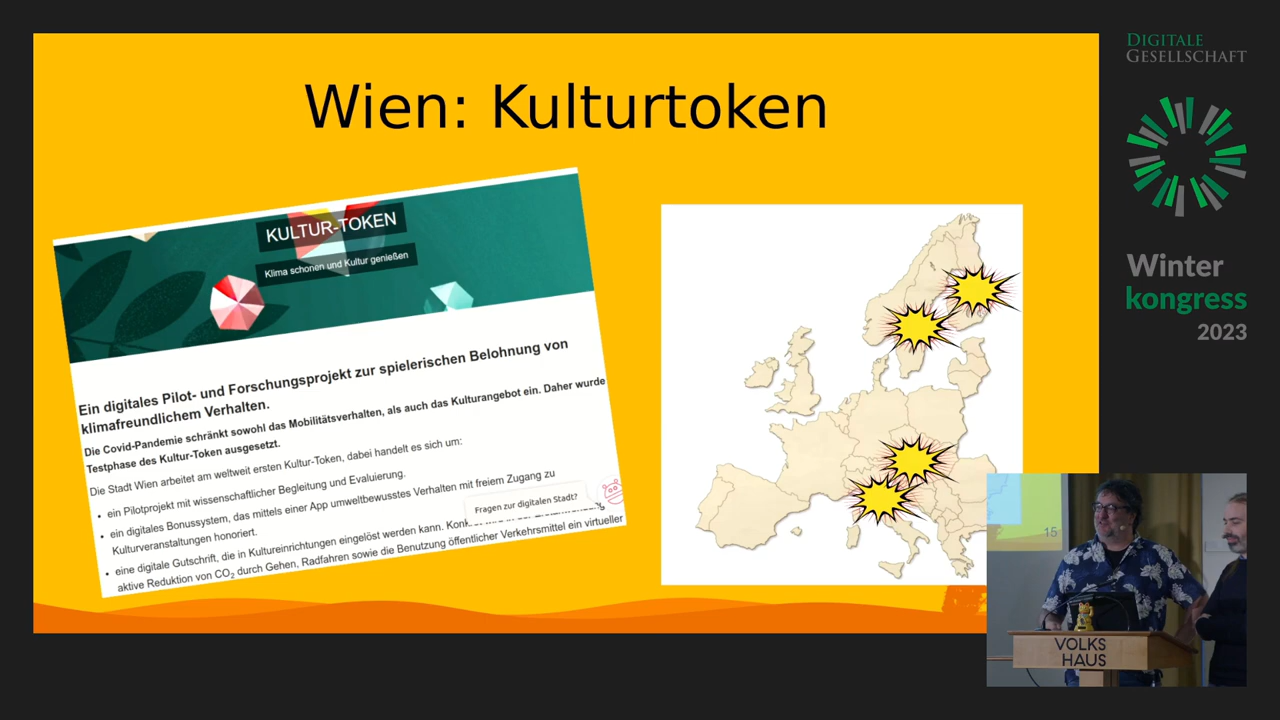 Wien: Kulturtoken
KULTUR-TOKEN
Klima schonen und Kultur genießen
Ein digitales Pilot- und Forschungsprojekt zur spielerischen Belohnung von
klimafreundlichem Verhalten.
Die Covid-Pandemie schränkt sowohl das Mobilitätsverhalten, als auch das Kulturangebot ein. Daher wurde
Testphase des Kultur-Token ausgesetzt.
Die Stadt Wien arbeitet am weltweit ersten Kultur-Token, dabei handelt es sich um:
• ein Pilotprojekt mit wissenschaftlicher Begleitung und Evaluierung.
• ein digitales Bonussystem, das mittels einer App umweltbewusstes Verhalten mit freiem Zugang zu
Kulturveranstaltungen honoriert.
• eine digitale Gutschrift, die in Kultureinrichtungen eingelöst werden kann.
aktive Reduktion von CO2 durch Gehen, Radfahren sowie die Benutzung öffentlicher Verkehrsmittel ein virtueller
Fragen zur digitalen Stadt?
DIGITALE
GESELLSCHAFT
Winter
kongress
2023
15
VOLKS
HAUS